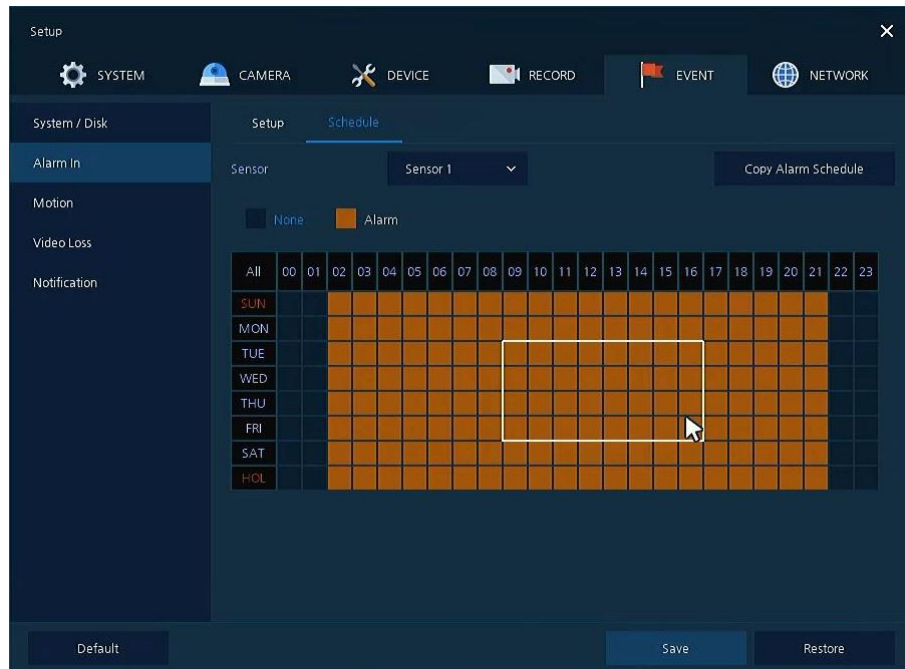 Setup
SYSTEM CAMERA DEVICE RECORD EVENT NETWORK
System / Disk
Alarm In
Motion
Video Loss
Notification
Setup Schedule
Sensor Sensor 1 Copy Alarm Schedule
None Alarm
All 00 01 02 03 04 05 06 07 08 09 10 11 12 13 14 15 16 17 18 19 20 21 22 23
SUN
MON
TUE
WED
THU
FRI
SAT
HOL
Default Save Restore